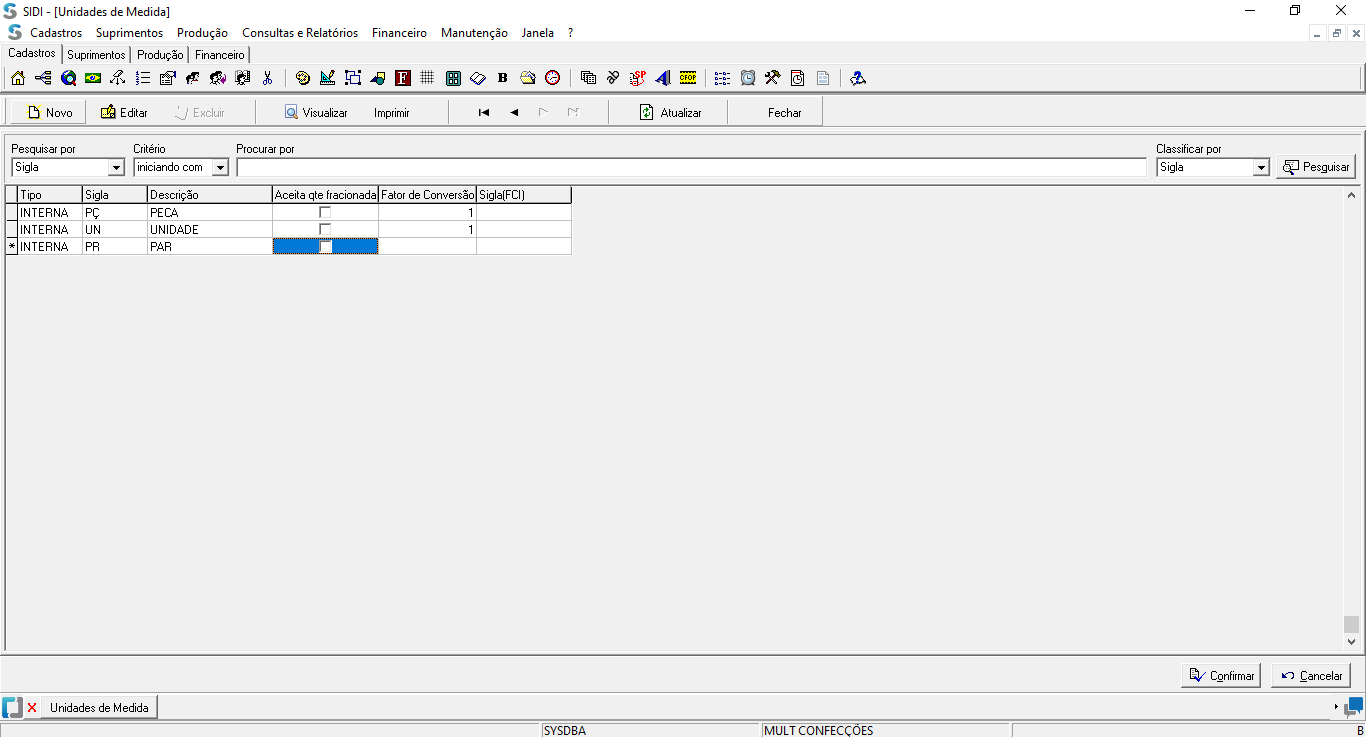 SIDI - [Unidades de Medida]
Cadastros Suprimentos Produção Consultas e Relatórios Financeiro Manutenção Janela ?
Cadastros Suprimentos Produção Financeiro
F B SP CFOP
Novo Editar Excluir Visualizar Imprimir Atualizar Fechar
Pesquisar por Critério Procurar por Classificar por
Sigla iniciando com Sigla Pesquisar
Tipo Sigla Descrição Aceita qte fracionada Fator de Conversão Sigla(FCI)
INTERNA PÇ PECA 1
INTERNA UN UNIDADE 1
* INTERNA PR PAR
Confirmar Cancelar
Unidades de Medida
SYSDBA MULT CONFECÇÕES B